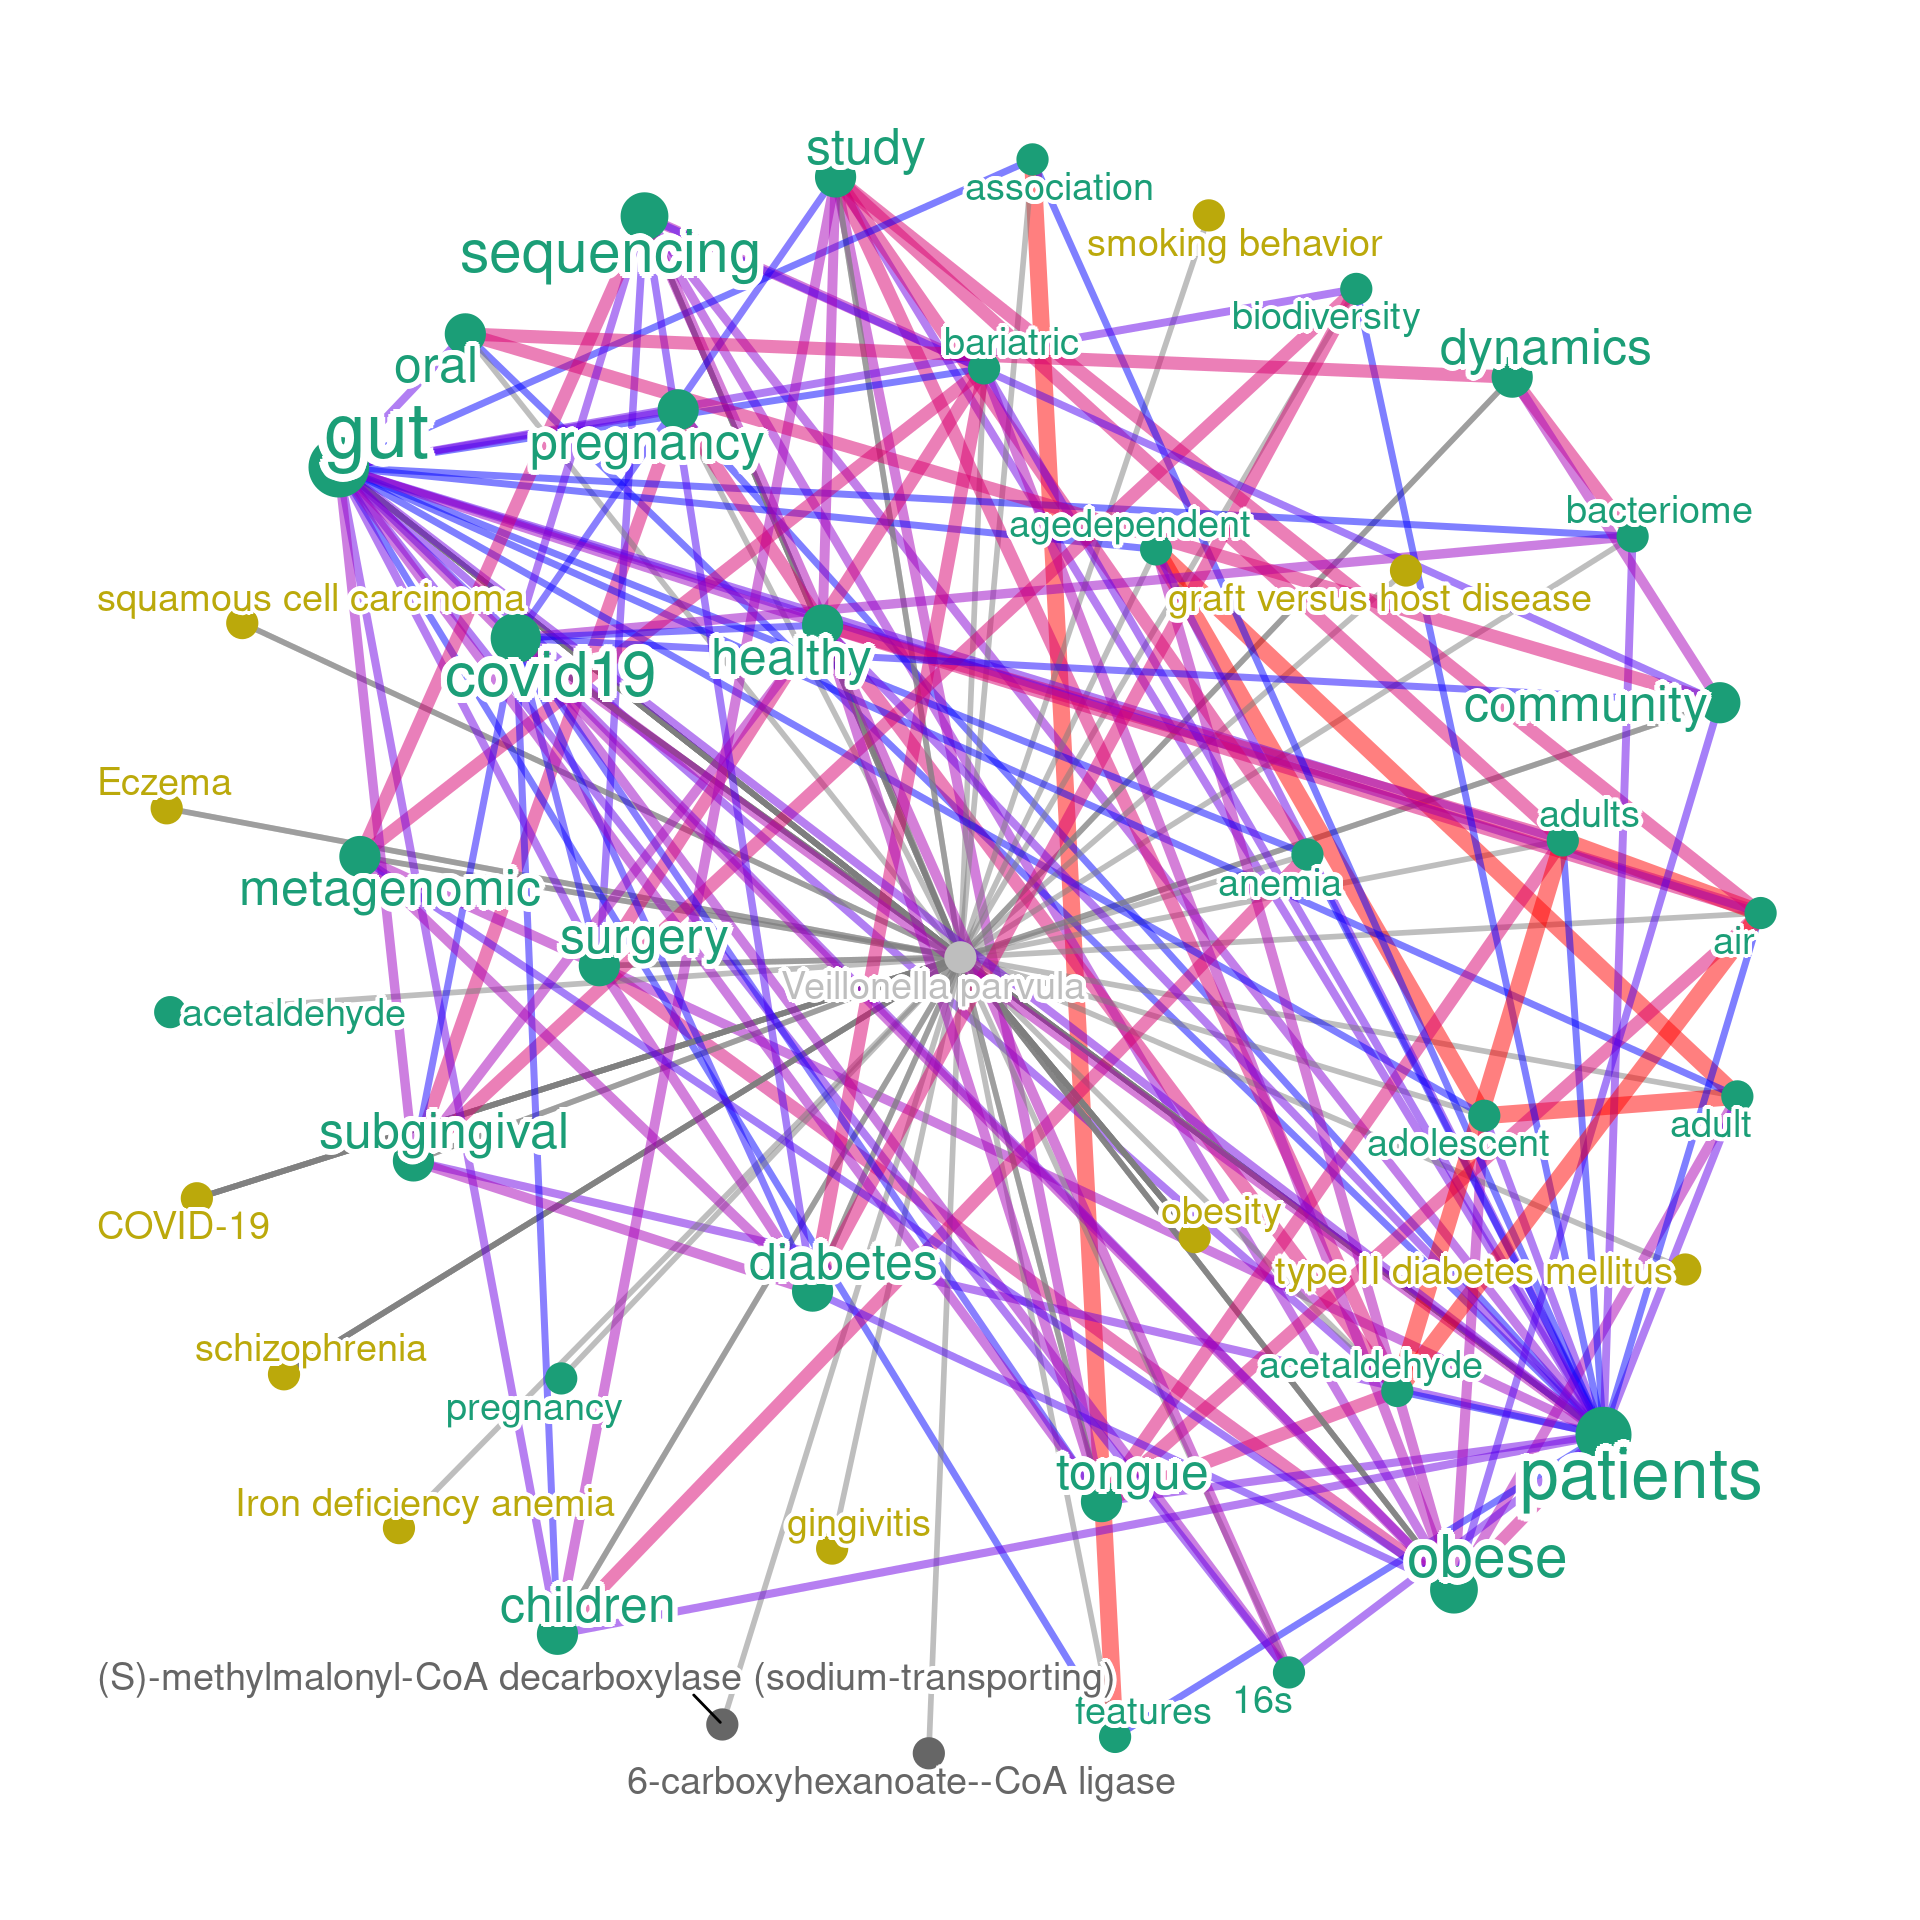 study
association
smoking behavior
sequencing
biodiversity
bariatric
dynamics
oral
gut
pregnancy
bacteriome
agedependent
squamous cell carcinoma
graft versus host disease
healthy
covid19
community
Eczema
adults
metagenomic
anemia
surgery
air
Veillonella parvula
acetaldehyde
adult
subgingival
adolescent
COVID-19
obesity
diabetes
type II diabetes mellitus
schizophrenia
acetaldehyde
pregnancy
tongue
patients
Iron deficiency anemia
gingivitis
obese
children
(S)-methylmalonyl-CoA decarboxylase (sodium-transporting)
16s
features
6-carboxyhexanoate--CoA ligase